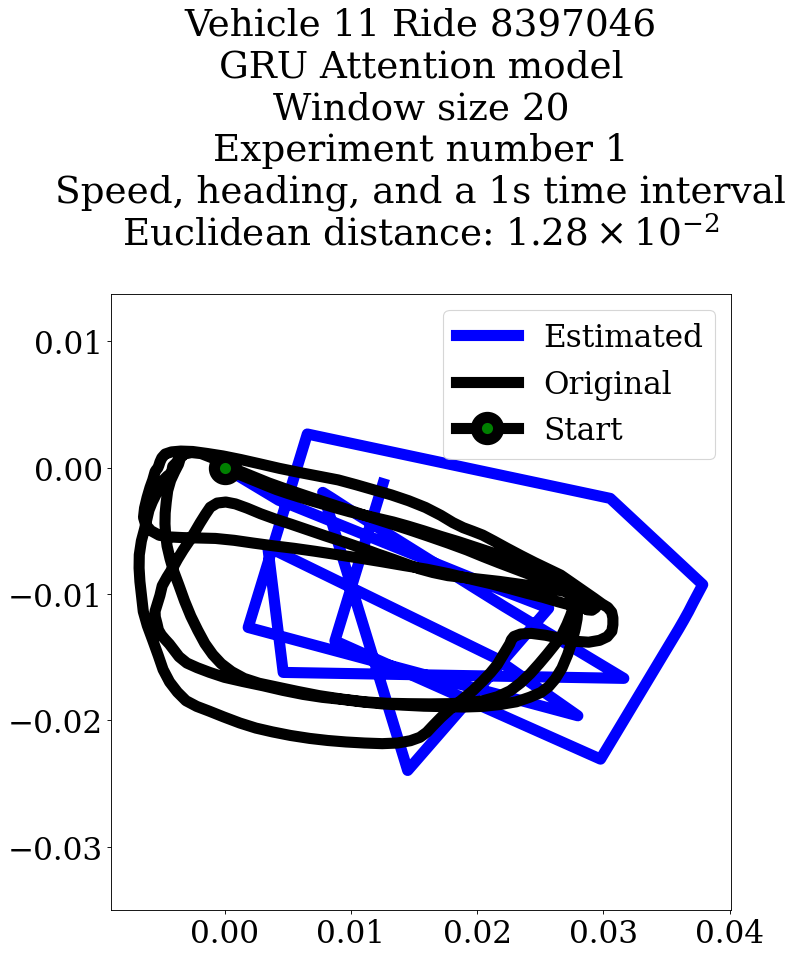 Vehicle 11 Ride 8397046
GRU Attention model
Window size 20
Experiment number 1
Speed, heading, and a 1s time interval
Euclidean distance: 1.28 × 10⁻²
Estimated
Original
Start
0.01
0.00
−0.01
−0.02
−0.03
0.00 0.01 0.02 0.03 0.04